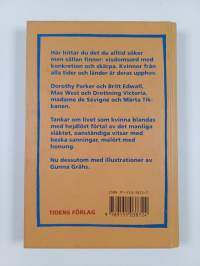 Här hittar du det du alltid söker
men sällan finner: visdomsord med
konkretion och skärpa. Kvinnor från
alla tider och länder är deras upphov.
Dorothy Parker och Britt Edwall,
Mae West och Drottning Victoria,
madame de Sévigné och Märta Tik-
kanen.
Tankar om livet som kvinna blandas
med hejdlöst förtal av det manliga
släktet, oanständiga vitsar med
beska sanningar, malört med
honung.
Nu dessutom med illustrationer av
Gunna Grähs.
TIDENS FÖRLAG